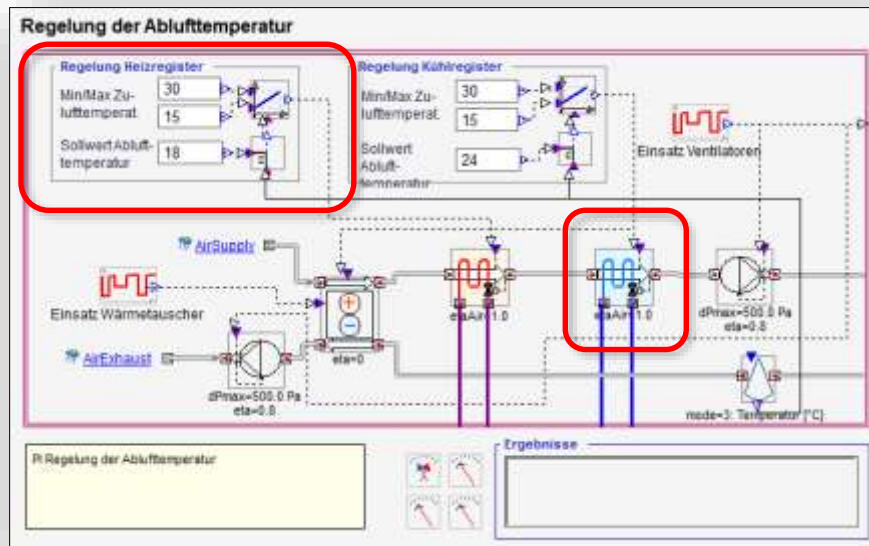 Regelung der Ablufttemperatur
Regelung Heizregister
Min/Max Zu-
lufttemperat.
30
15
Sollwert Abluft-
temperatur
18
Regelung Kühlregister
Min/Max Zu-
lufttemperat.
30
15
Sollwert
Abluft-
temperatur
24
Einsatz Ventilatoren
AirSupply
Einsatz Wärmetauscher
AirExhaust
eta=0
etaAir=1.0
etaAir=1.0
dPmax=500.0 Pa
eta=0.8
dPmax=500.0 Pa
eta=0.8
mode=3: Temperatur [°C]
PI Regelung der Ablufttemperatur
Ergebnisse